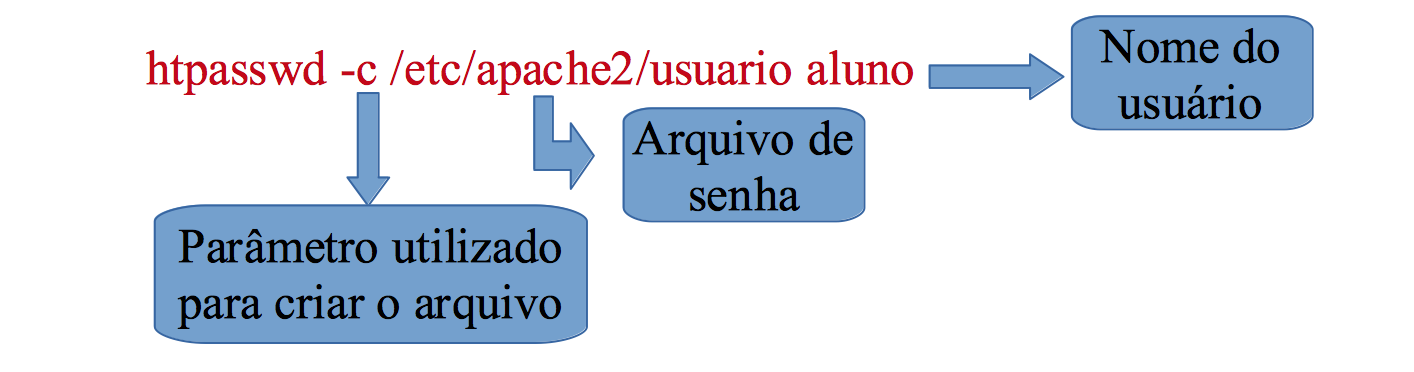 htpasswd -c /etc/apache2/usuario aluno
Nome do
usuário
Arquivo de
senha
Parâmetro utilizado
para criar o arquivo